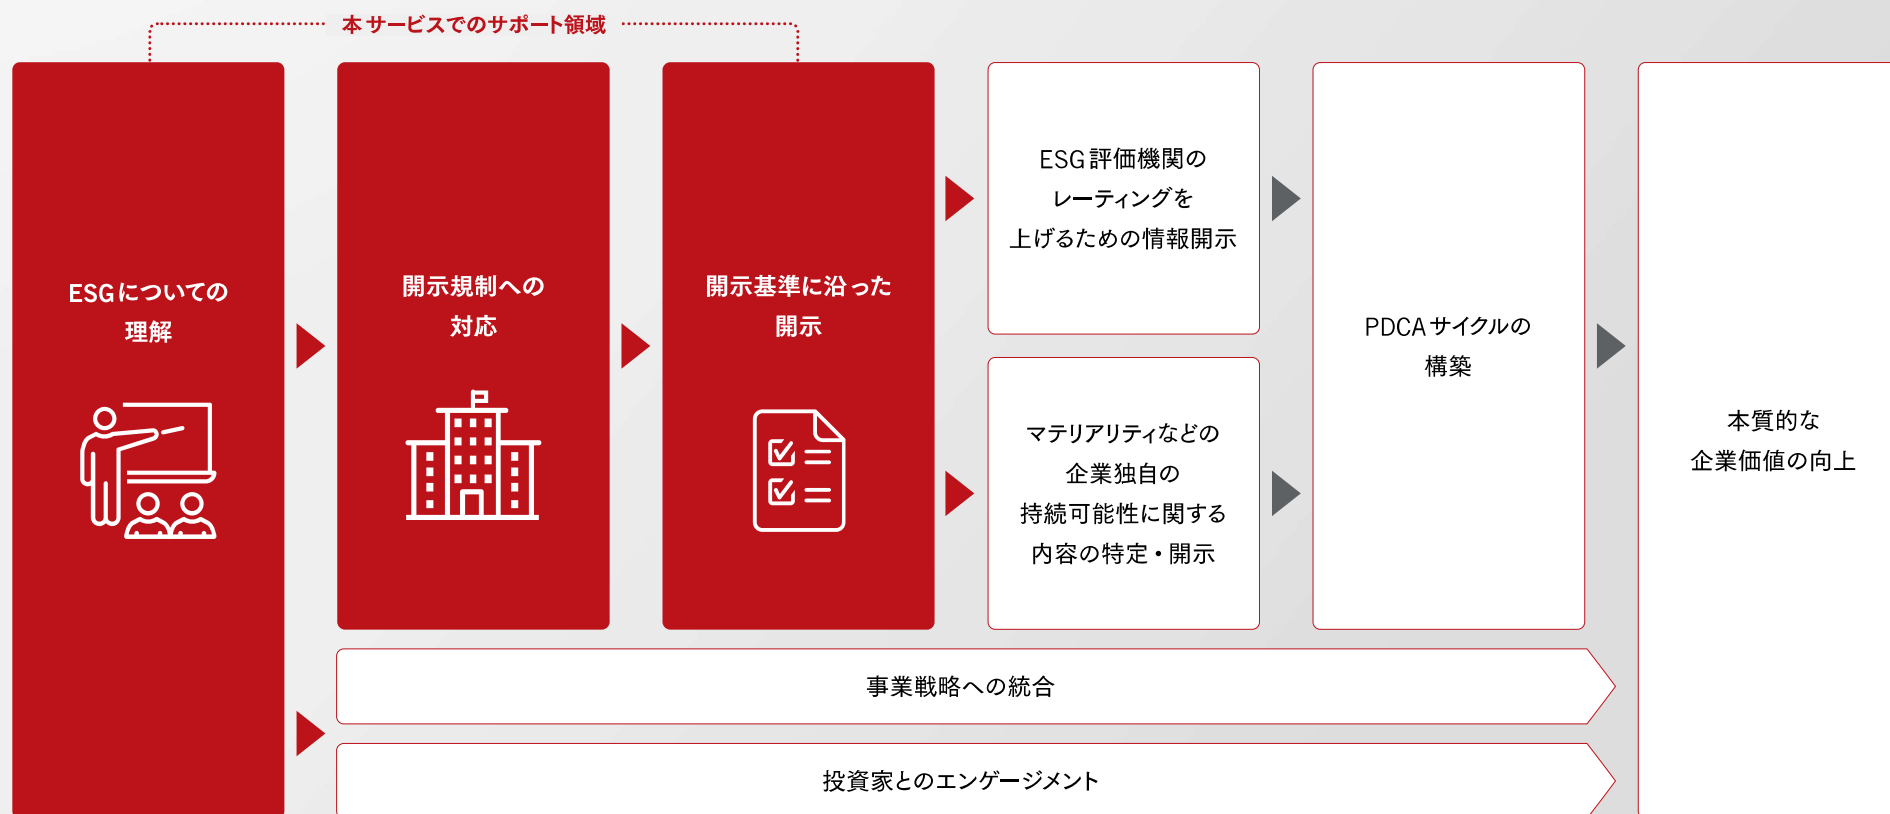 本サービスでのサポート領域
ESGについての
理解
開示規制への
対応
開示基準に沿った
開示
ESG評価機関の
レーティングを
上げるための情報開示
マテリアリティなどの
企業独自の
持続可能性に関する
内容の特定・開示
PDCAサイクルの
構築
本質的な
企業価値の向上
事業戦略への統合
投資家とのエンゲージメント